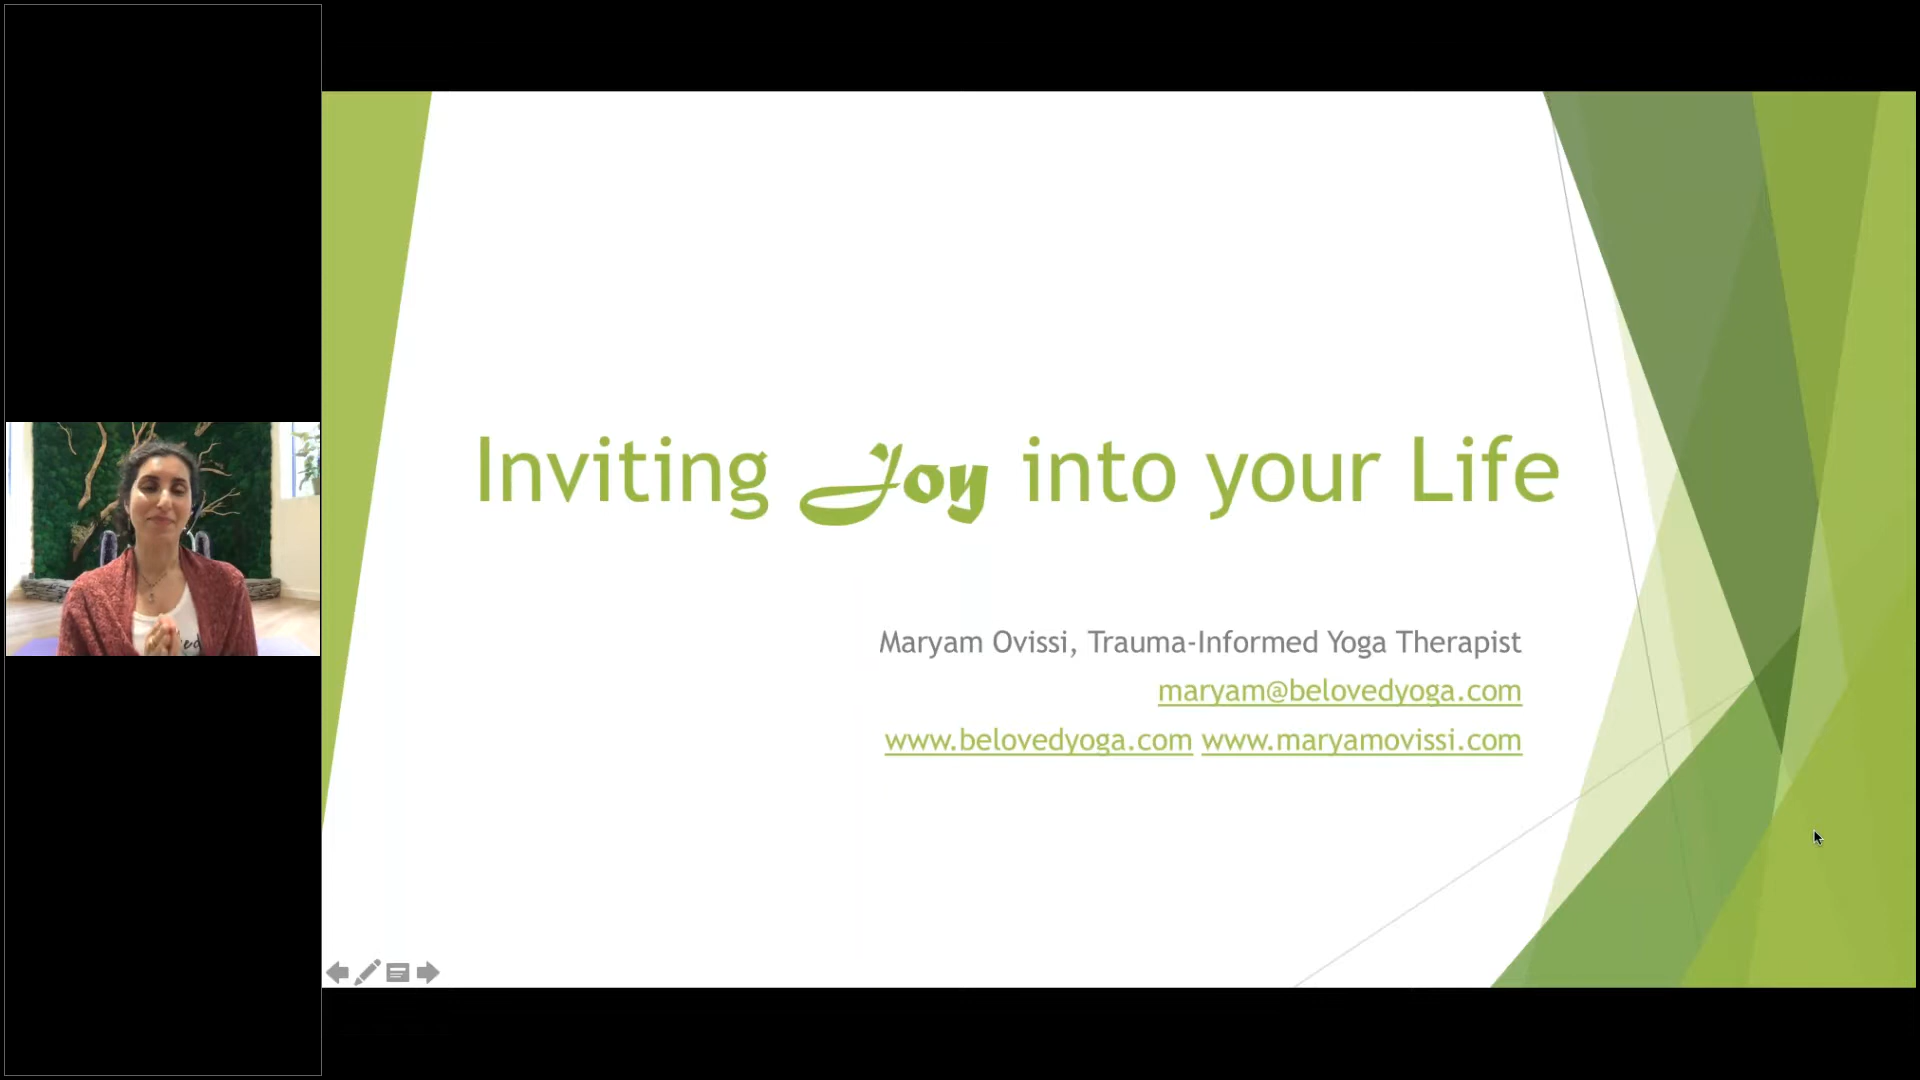 Inviting Joy into your Life
Maryam Ovissi, Trauma-Informed Yoga Therapist
maryam@belovedyoga.com
www.belovedyoga.com www.maryamovissi.com